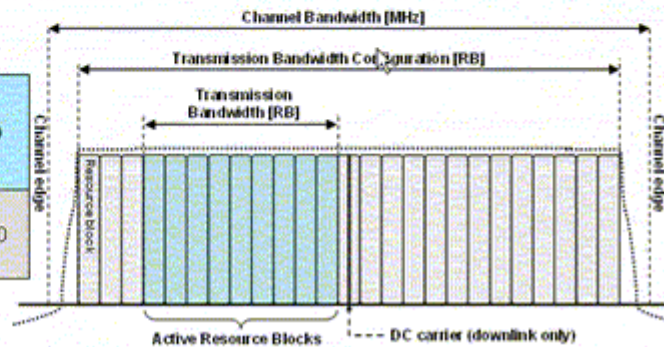 Channel Bandwidth [MHz]
Transmission Bandwidth Configuration [RB]
Transmission
Bandwidth [RB]
Channel edge
Resource block
Channel edge
Active Resource Blocks
DC carrier (downlink only)